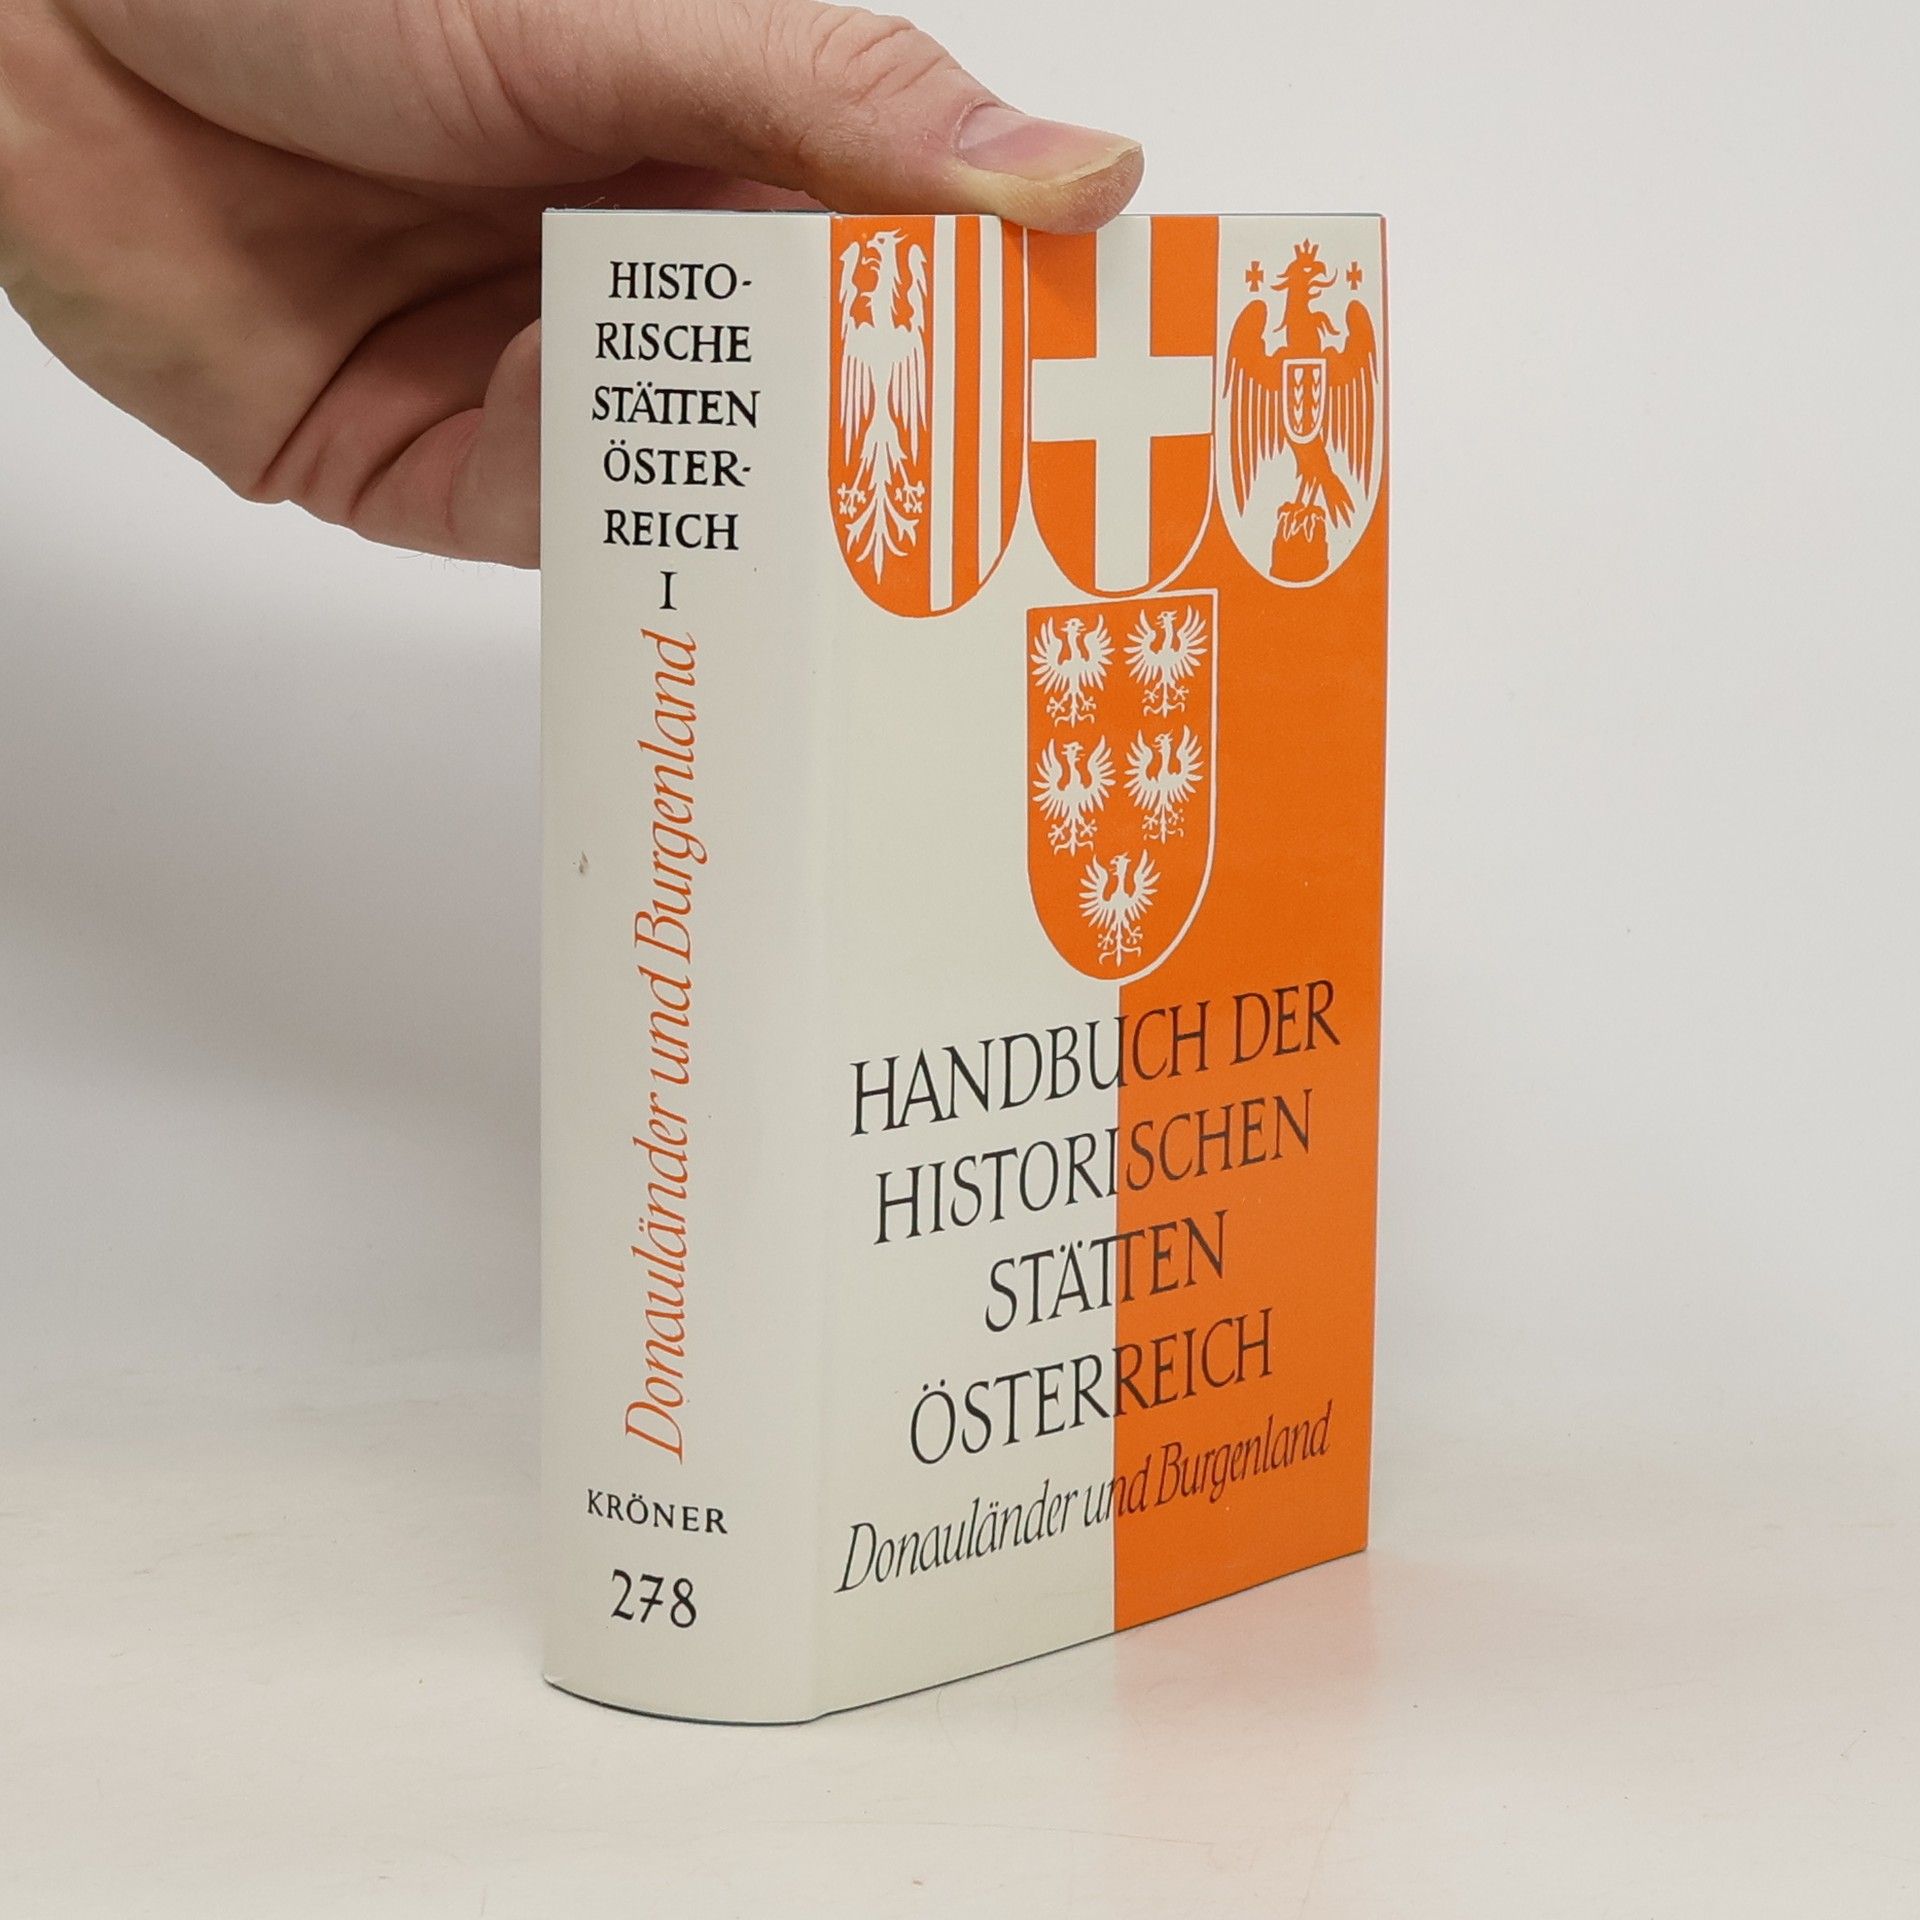 HISTO-
RISCHE
STÄTTEN
ÖSTER-
REICH
I
Donauländer und Burgenland
KRÖNER
278
HANDBUCH DER
HISTORISCHEN
STÄTTEN
ÖSTERREICH
Donauländer und Burgenland